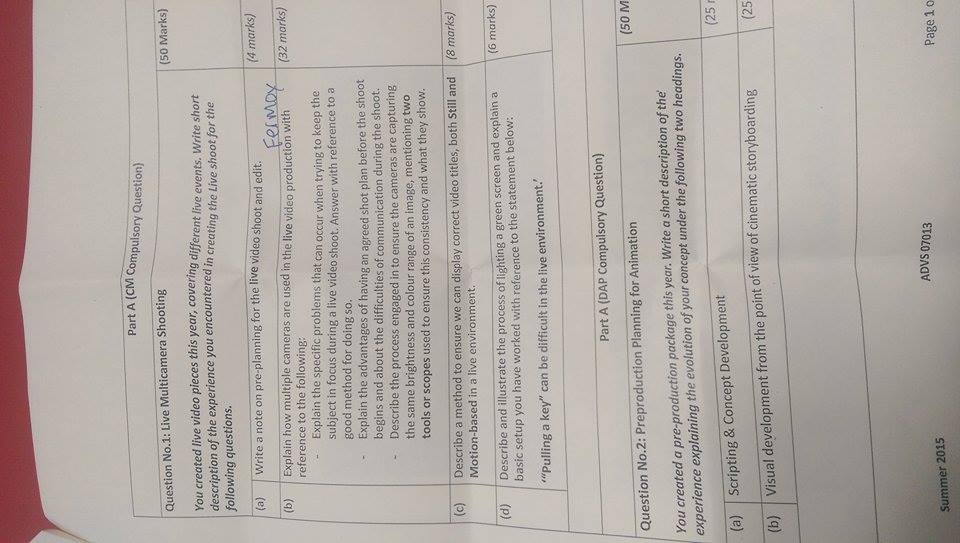 Part A (CM Compulsory Question)
Question No.1: Live Multicamera Shooting
(50 Marks)
You created live video pieces this year, covering different live events. Write short
description of the experience you encountered in creating the Live shoot for the
following questions.
(a) Write a note on pre-planning for the live video shoot and edit. (4 marks)
Fermoy
(b) Explain how multiple cameras are used in the live video production with (32 marks)
reference to the following:
- Explain the specific problems that can occur when trying to keep the
subject in focus during a live video shoot. Answer with reference to a
good method for doing so.
- Explain the advantages of having an agreed shot plan before the shoot
begins and about the difficulties of communication during the shoot.
- Describe the process engaged in to ensure the cameras are capturing
the same brightness and colour range of an image, mentioning two
tools or scopes used to ensure this consistency and what they show.
(c) Describe a method to ensure we can display correct video titles, both Still and (8 marks)
Motion-based in a live environment.
(d) Describe and illustrate the process of lighting a green screen and explain a (6 marks)
basic setup you have worked with reference to the statement below:
'"Pulling a key" can be difficult in the live environment.'
Part A (DAP Compulsory Question)
Question No.2: Preproduction Planning for Animation
(50 M
You created a pre-production package this year. Write a short description of the
experience explaining the evolution of your concept under the following two headings.
(a) Scripting & Concept Development (25
(b) Visual development from the point of view of cinematic storyboarding (25
ADVS 07013
Summer 2015
Page 1 o